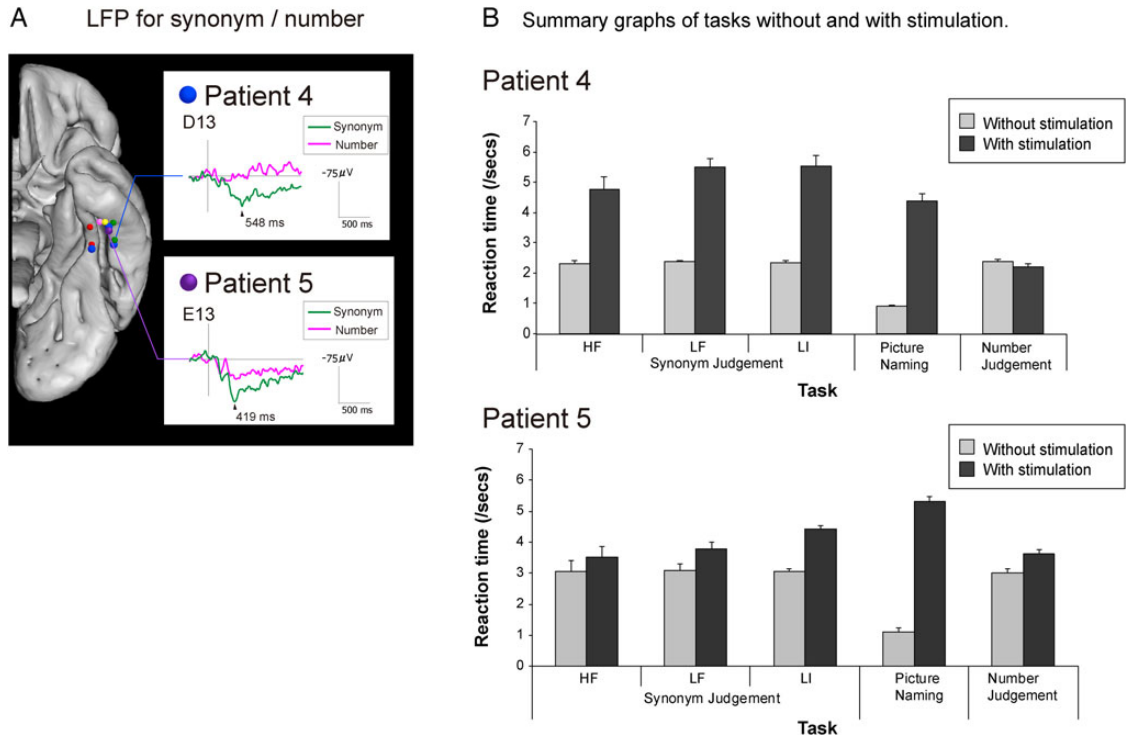 A LFP for synonym / number
Patient 4
D13
Synonym
Number
-75μV
500 ms
548 ms
Patient 5
E13
Synonym
Number
-75μV
500 ms
419 ms
B Summary graphs of tasks without and with stimulation.
Patient 4
Without stimulation
With stimulation
Reaction time (/secs)
7
6
5
4
3
2
1
0
HF LF LI Picture Naming Number Judgement
Synonym Judgement
Task
Patient 5
Without stimulation
With stimulation
Reaction time (/secs)
7
6
5
4
3
2
1
0
HF LF LI Picture Naming Number Judgement
Synonym Judgement
Task